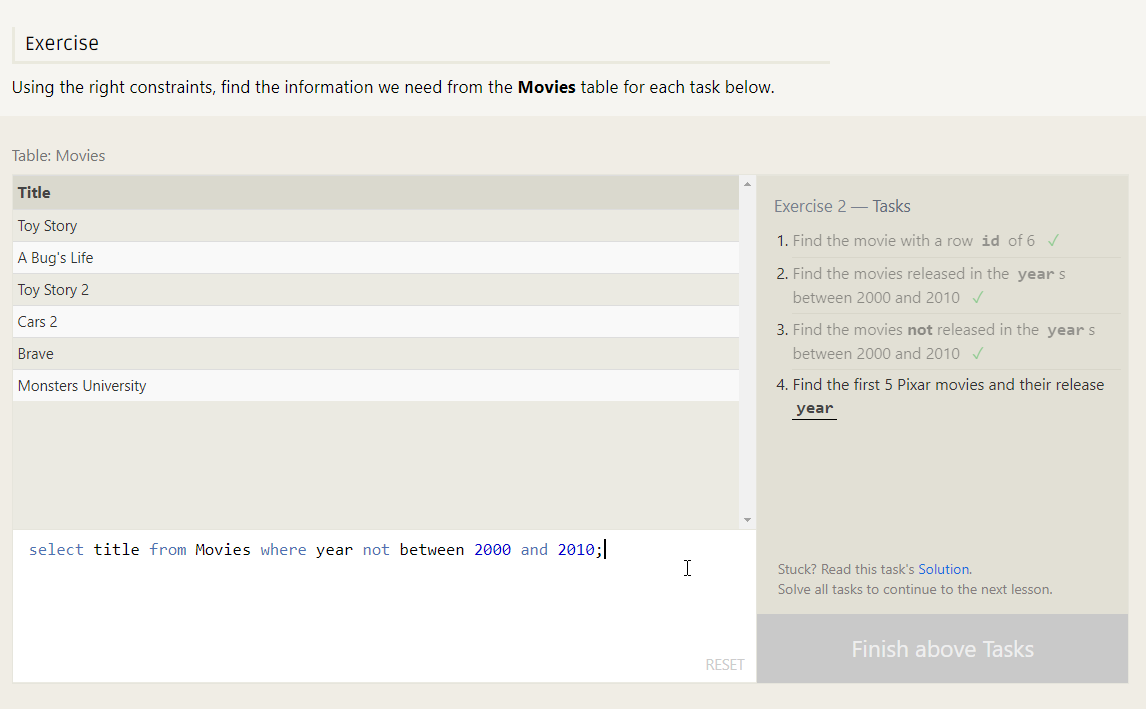 Exercise
Using the right constraints, find the information we need from the Movies table for each task below.
Table: Movies
Title
Toy Story
A Bug's Life
Toy Story 2
Cars 2
Brave
Monsters University
select title from Movies where year not between 2000 and 2010;
RESET
Exercise 2 — Tasks
1. Find the movie with a row id of 6 ✓
2. Find the movies released in the year s
between 2000 and 2010 ✓
3. Find the movies not released in the year s
between 2000 and 2010 ✓
4. Find the first 5 Pixar movies and their release
year
Stuck? Read this task's Solution.
Solve all tasks to continue to the next lesson.
Finish above Tasks